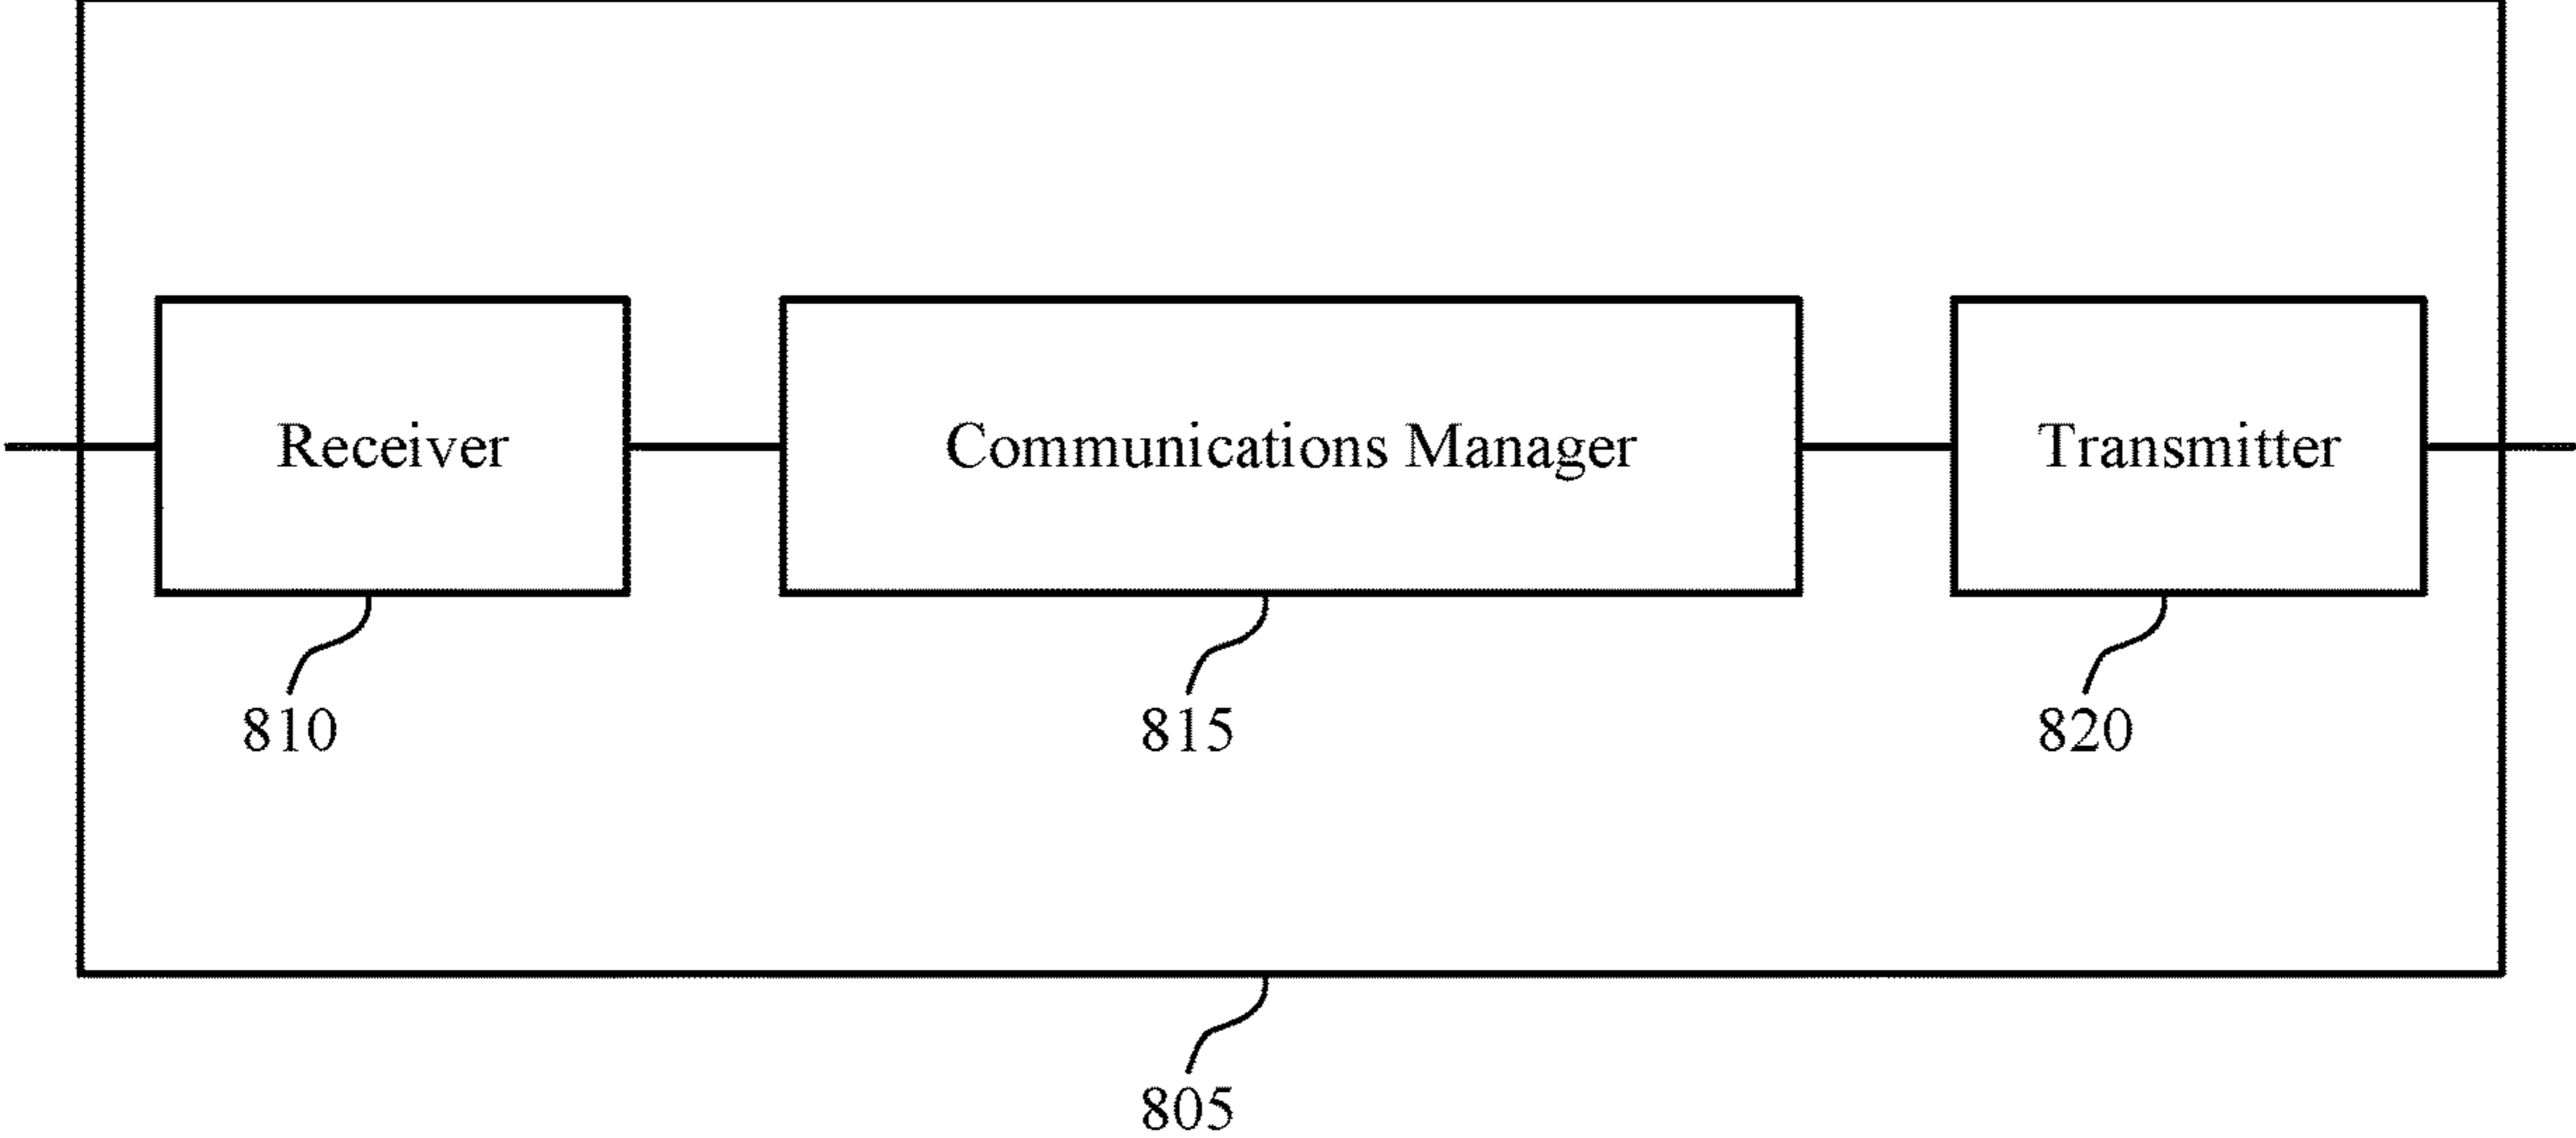 Receiver
Communications Manager
Transmitter
810
815
820
805